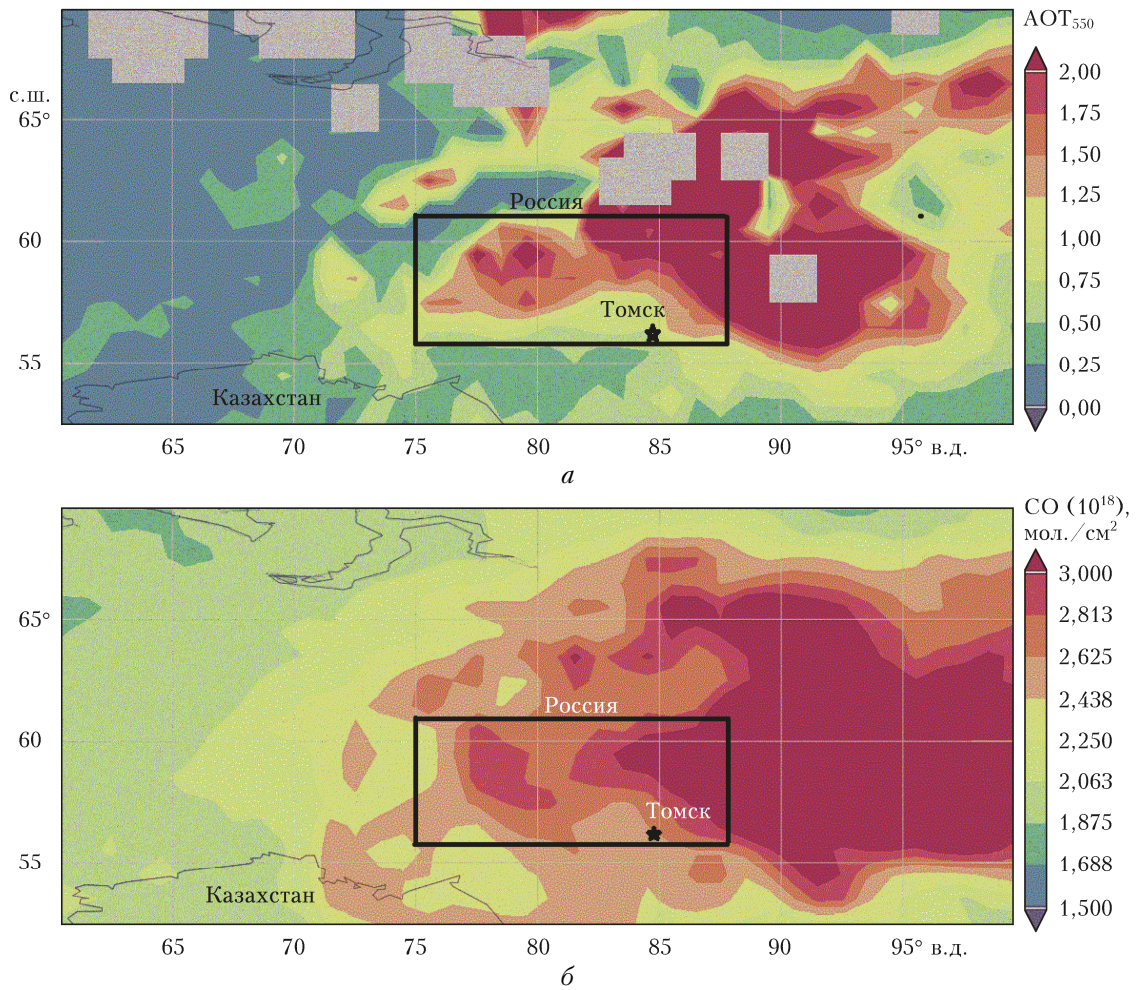 АОТ550
2,00
1,75
1,50
1,25
1,00
0,75
0,50
0,25
0,00
с.ш.
65°
60
55
Россия
Томск
Казахстан
65 70 75 80 85 90 95° в.д.
а
СО (1018),
мол./см2
3,000
2,813
2,625
2,438
2,250
2,063
1,875
1,688
1,500
65°
60
55
Россия
Томск
Казахстан
65 70 75 80 85 90 95° в.д.
б